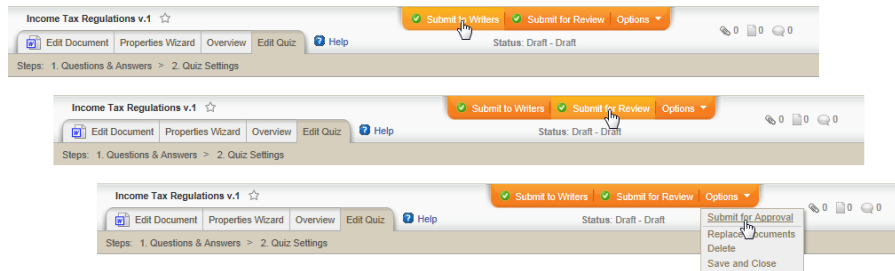 Income Tax Regulations v.1 Submit to Writers Submit for Review Options 0 0 0
Edit Document Properties Wizard Overview Edit Quiz Help Status: Draft - Draft
Steps: 1. Questions & Answers > 2. Quiz Settings
Income Tax Regulations v.1 Submit to Writers Submit for Review Options 0 0 0
Edit Document Properties Wizard Overview Edit Quiz Help Status: Draft - Draft
Steps: 1. Questions & Answers > 2. Quiz Settings
Income Tax Regulations v.1 Submit to Writers Submit for Review Options 0 0 0
Edit Document Properties Wizard Overview Edit Quiz Help Status: Draft - Draft Submit for Approval
Steps: 1. Questions & Answers > 2. Quiz Settings Replace Documents
Delete
Save and Close